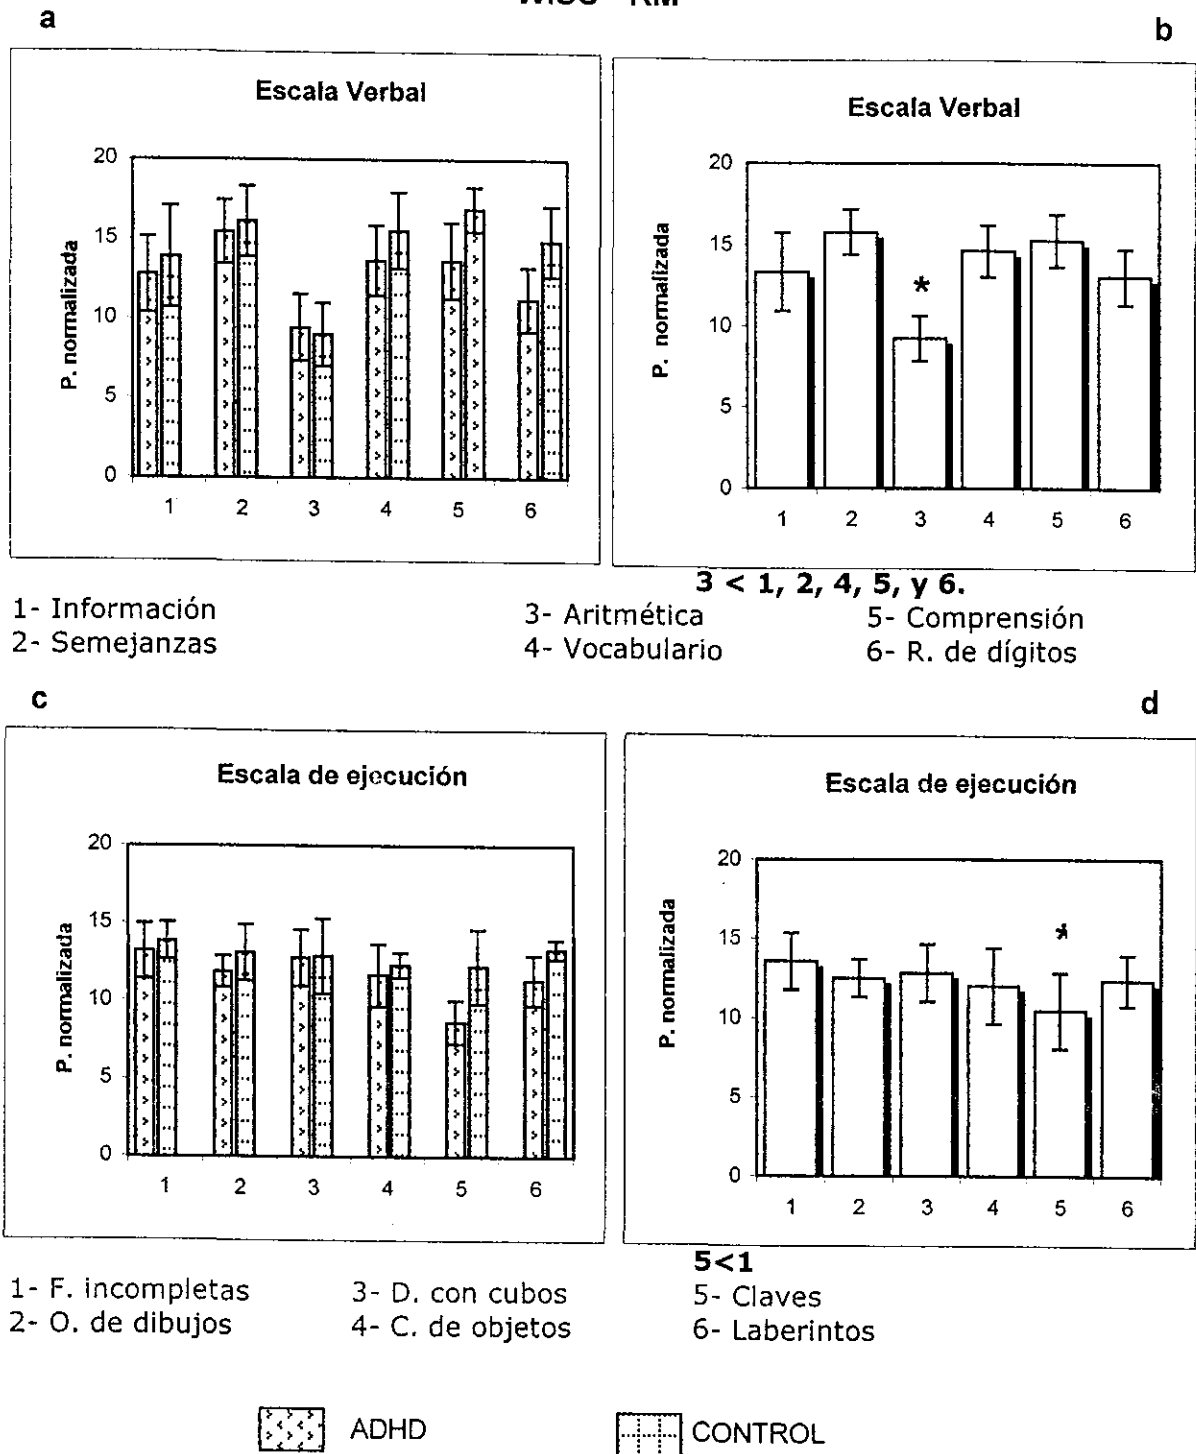 a
b
Escala Verbal
P. normalizada
20
15
10
5
0
1 2 3 4 5 6
Escala Verbal
P. normalizada
20
15
10
5
0
*
1 2 3 4 5 6
3 < 1, 2, 4, 5, y 6.
1- Información
2- Semejanzas
3- Aritmética
4- Vocabulario
5- Comprensión
6- R. de dígitos
c
d
Escala de ejecución
P. normalizada
20
15
10
5
0
1 2 3 4 5 6
Escala de ejecución
P. normalizada
20
15
10
5
0
*
1 2 3 4 5 6
5<1
1- F. incompletas
2- O. de dibujos
3- D. con cubos
4- C. de objetos
5- Claves
6- Laberintos
ADHD
CONTROL